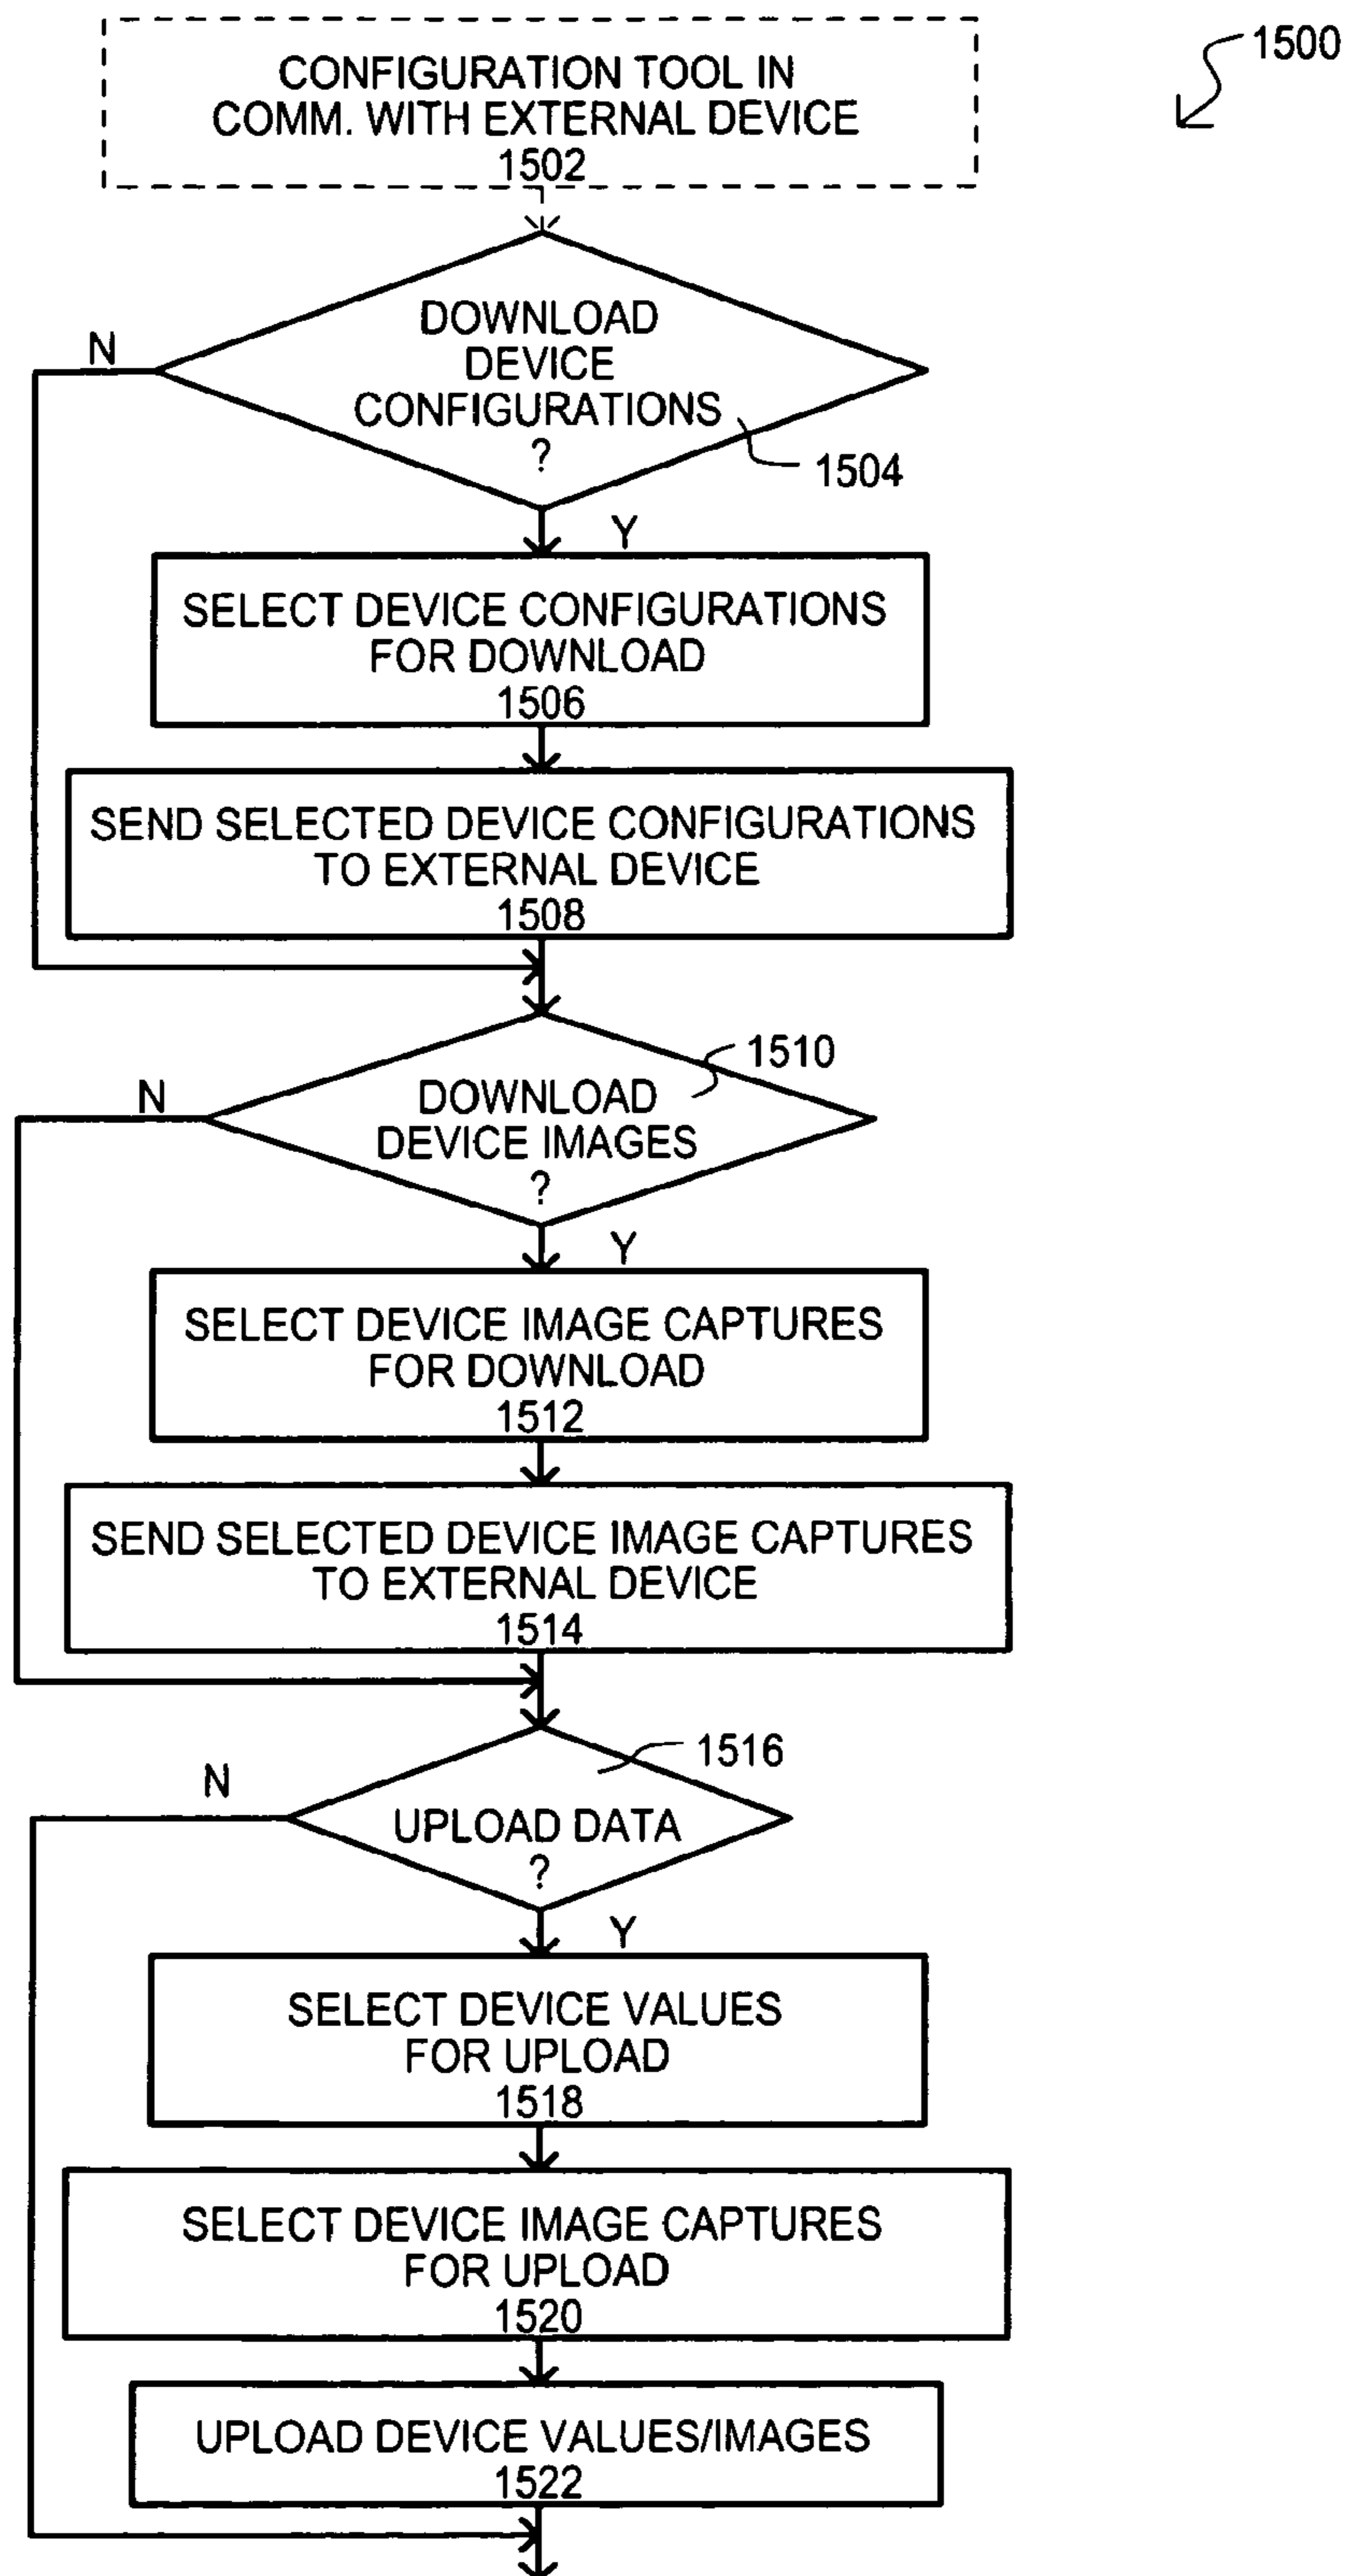 1500
CONFIGURATION TOOL IN
COMM. WITH EXTERNAL DEVICE
1502
DOWNLOAD
DEVICE
CONFIGURATIONS
?
N
1504
Y
SELECT DEVICE CONFIGURATIONS
FOR DOWNLOAD
1506
SEND SELECTED DEVICE CONFIGURATIONS
TO EXTERNAL DEVICE
1508
1510
N
DOWNLOAD
DEVICE IMAGES
?
Y
SELECT DEVICE IMAGE CAPTURES
FOR DOWNLOAD
1512
SEND SELECTED DEVICE IMAGE CAPTURES
TO EXTERNAL DEVICE
1514
1516
N
UPLOAD DATA
?
Y
SELECT DEVICE VALUES
FOR UPLOAD
1518
SELECT DEVICE IMAGE CAPTURES
FOR UPLOAD
1520
UPLOAD DEVICE VALUES/IMAGES
1522